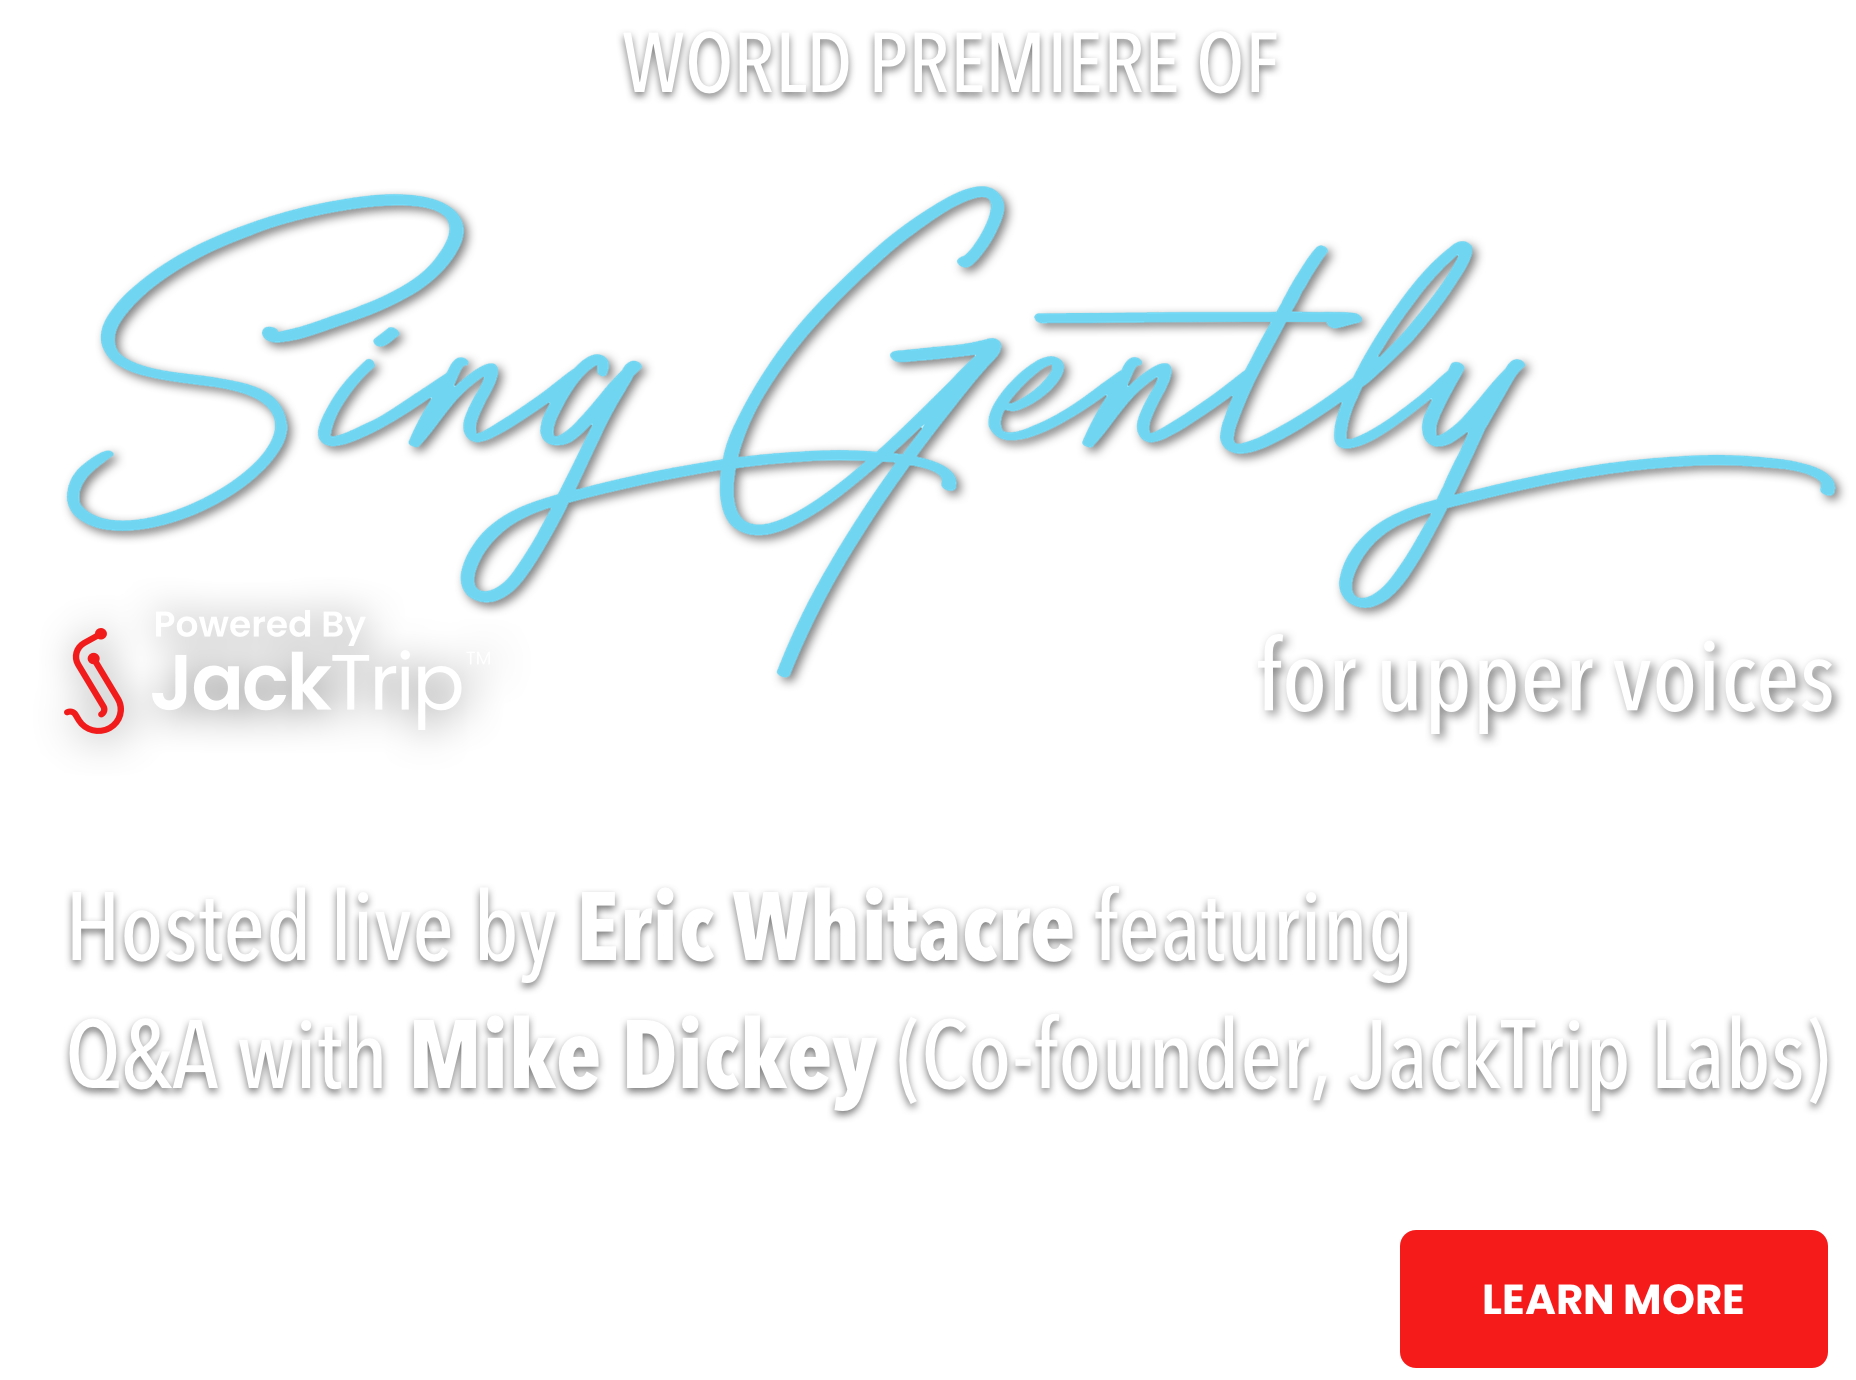 WORLD PREMIERE OF
Sing Gently
Powered By
JackTrip™
for upper voices
Hosted live by Eric Whitacre featuring
Q&A with Mike Dickey (Co-founder, JackTrip Labs)
LEARN MORE